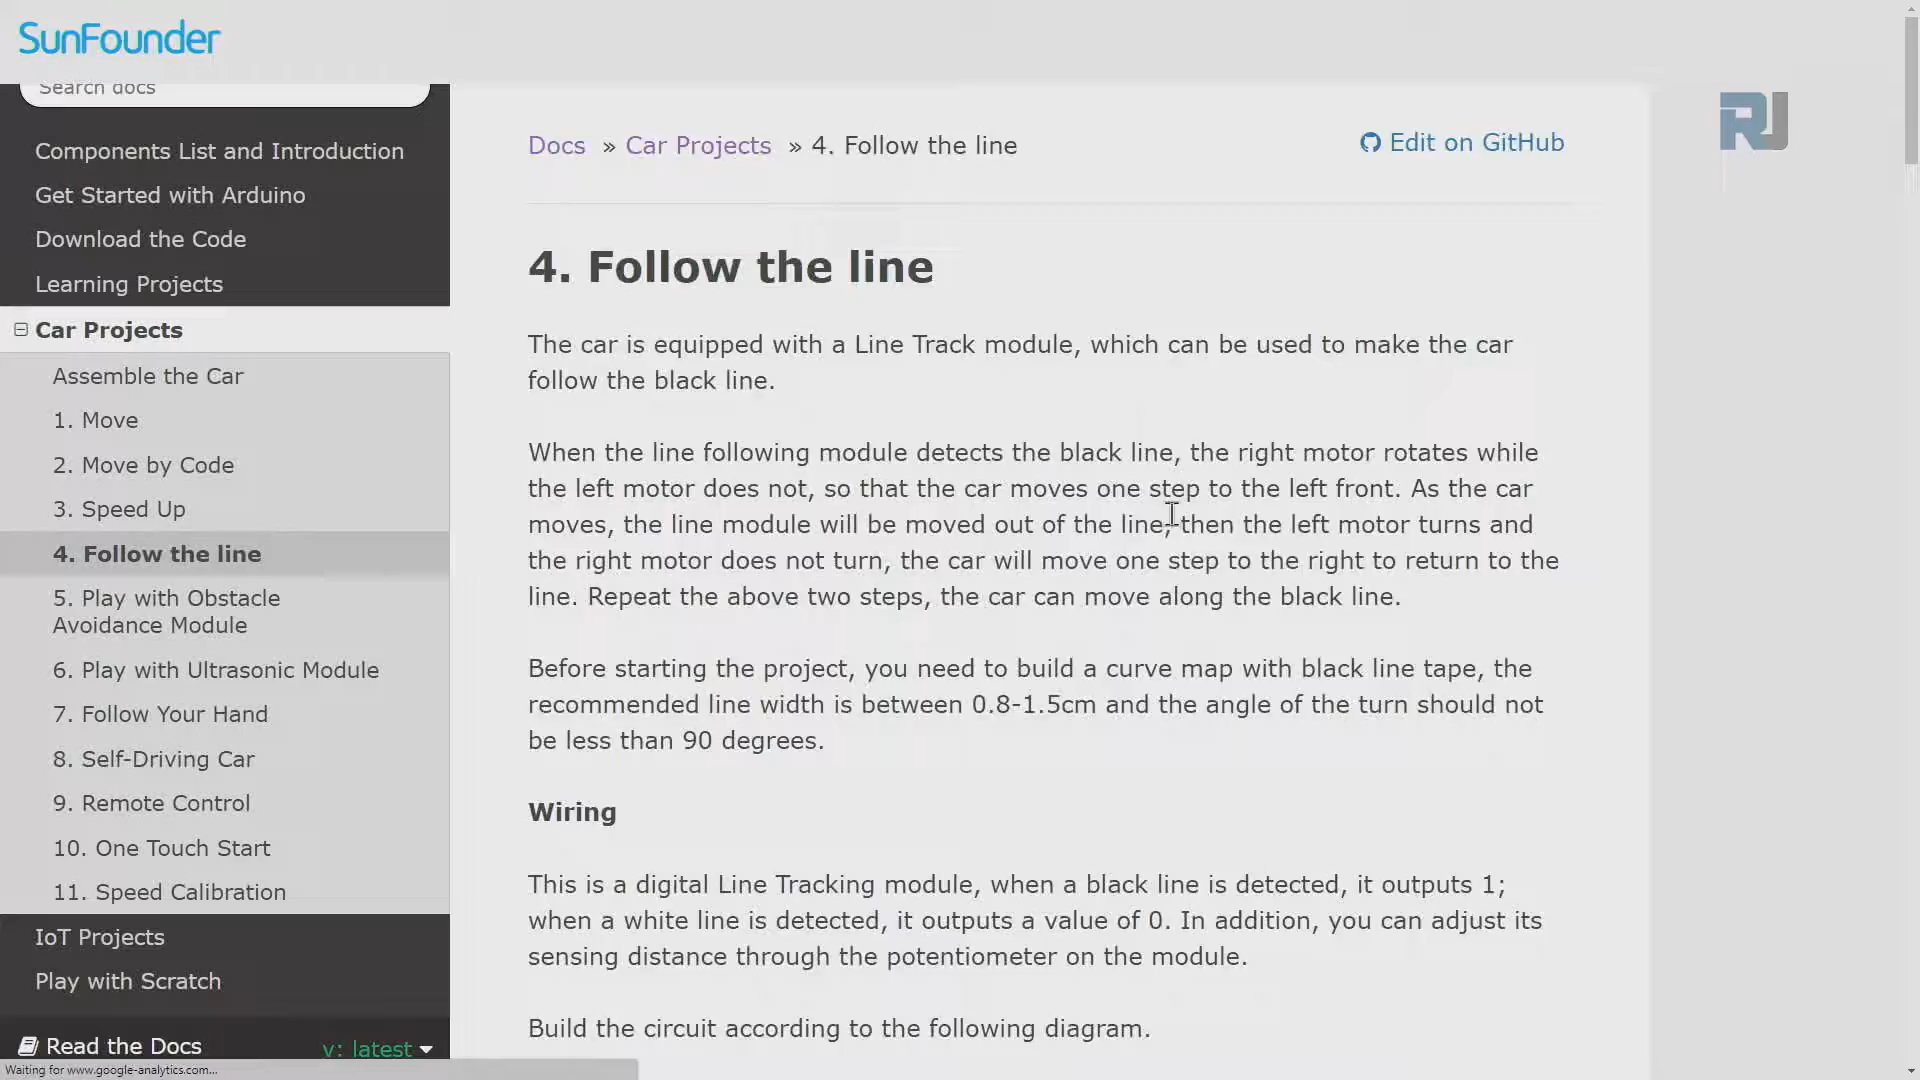 SunFounder
Search docs
Components List and Introduction
Get Started with Arduino
Download the Code
Learning Projects
Car Projects
Assemble the Car
1. Move
2. Move by Code
3. Speed Up
4. Follow the line
5. Play with Obstacle
Avoidance Module
6. Play with Ultrasonic Module
7. Follow Your Hand
8. Self-Driving Car
9. Remote Control
10. One Touch Start
11. Speed Calibration
IoT Projects
Play with Scratch
Read the Docs v: latest
Waiting for www.google-analytics.com...
Docs » Car Projects » 4. Follow the line
Edit on GitHub
RJ
4. Follow the line
The car is equipped with a Line Track module, which can be used to make the car
follow the black line.
When the line following module detects the black line, the right motor rotates while
the left motor does not, so that the car moves one step to the left front. As the car
moves, the line module will be moved out of the line, then the left motor turns and
the right motor does not turn, the car will move one step to the right to return to the
line. Repeat the above two steps, the car can move along the black line.
Before starting the project, you need to build a curve map with black line tape, the
recommended line width is between 0.8-1.5cm and the angle of the turn should not
be less than 90 degrees.
Wiring
This is a digital Line Tracking module, when a black line is detected, it outputs 1;
when a white line is detected, it outputs a value of 0. In addition, you can adjust its
sensing distance through the potentiometer on the module.
Build the circuit according to the following diagram.